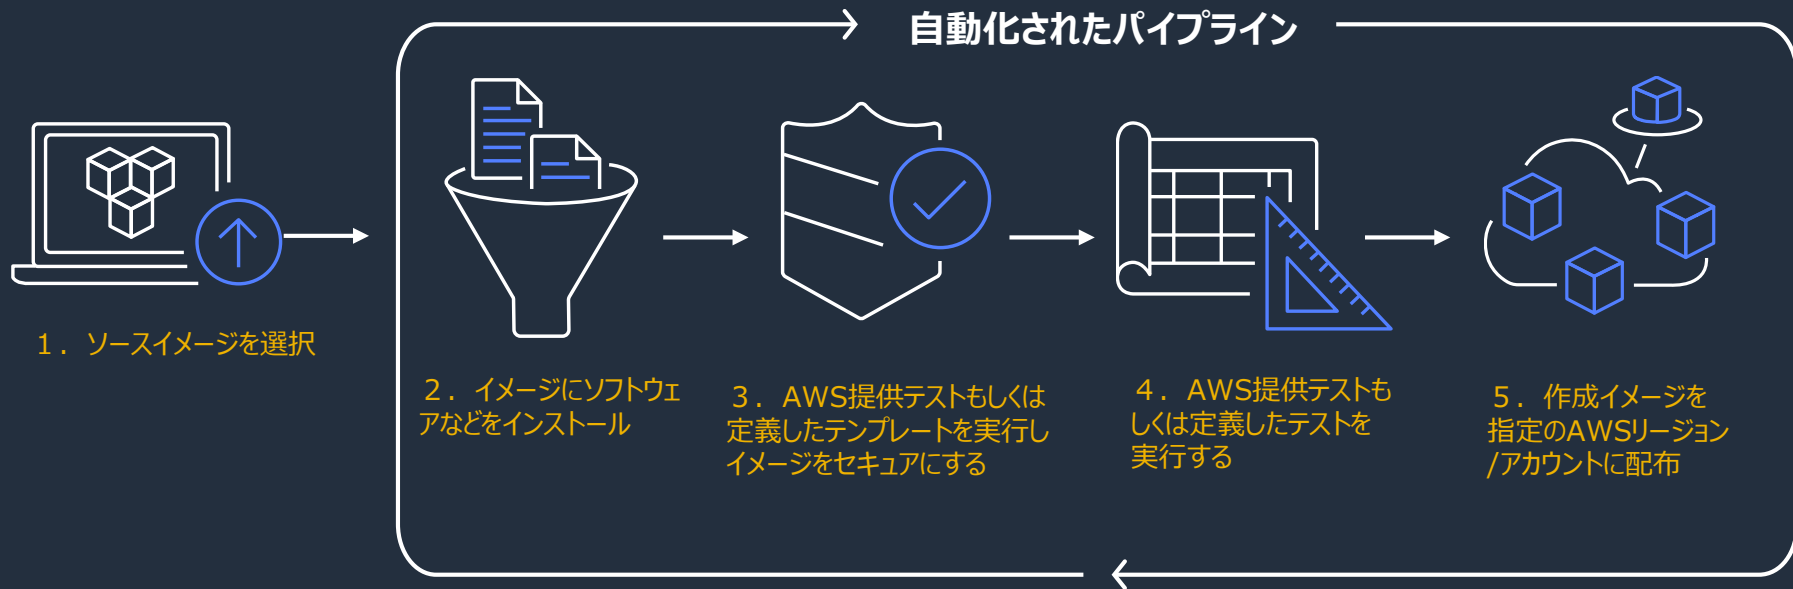 自動化されたパイプライン
1．ソースイメージを選択
2．イメージにソフトウェ
アなどをインストール
3．AWS提供テストもしくは
定義したテンプレートを実行し
イメージをセキュアにする
4．AWS提供テストも
しくは定義したテストを
実行する
5．作成イメージを
指定のAWSリージョン
/アカウントに配布